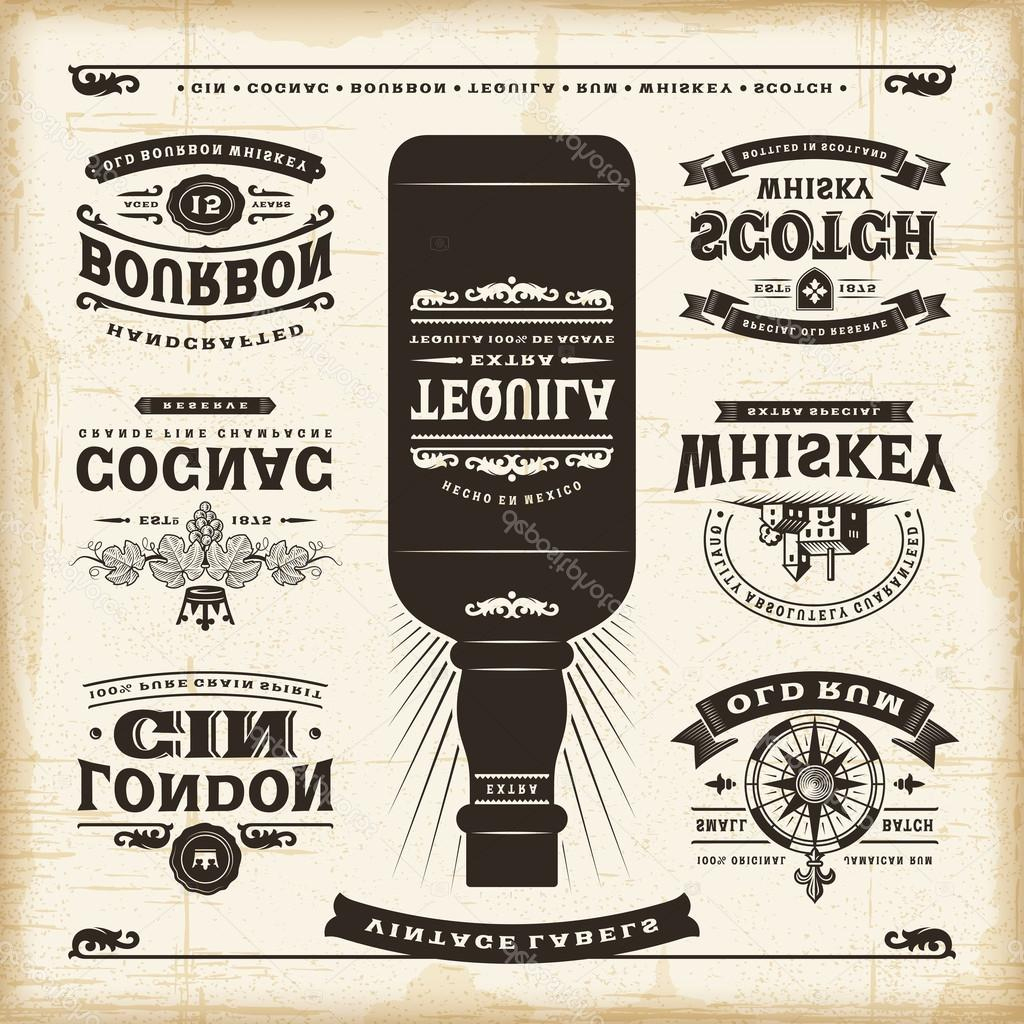 VINTAGE LABELS
LONDON
GIN
100% PURE GRAIN SPIRIT
EXTRA
100% ORIGINAL JAMAICAN RUM
SMALL BATCH
OLD RUM
ESTD 1875
COGNAC
GRANDE FINE CHAMPAGNE
RESERVE
HECHO EN MEXICO
TEQUILA
EXTRA
TEQUILA 100% DE AGAVE
QUALITY ABSOLUTELY GUARANTEED
WHISKEY
EXTRA SPECIAL
HANDCRAFTED
BOURBON
AGED 15 YEARS
OLD BOURBON WHISKEY
SPECIAL OLD RESERVE
ESTD 1875
SCOTCH
WHISKY
BOTTLED IN SCOTLAND
• GIN • COGNAC • BOURBON • TEQUILA • RUM • WHISKEY • SCOTCH •